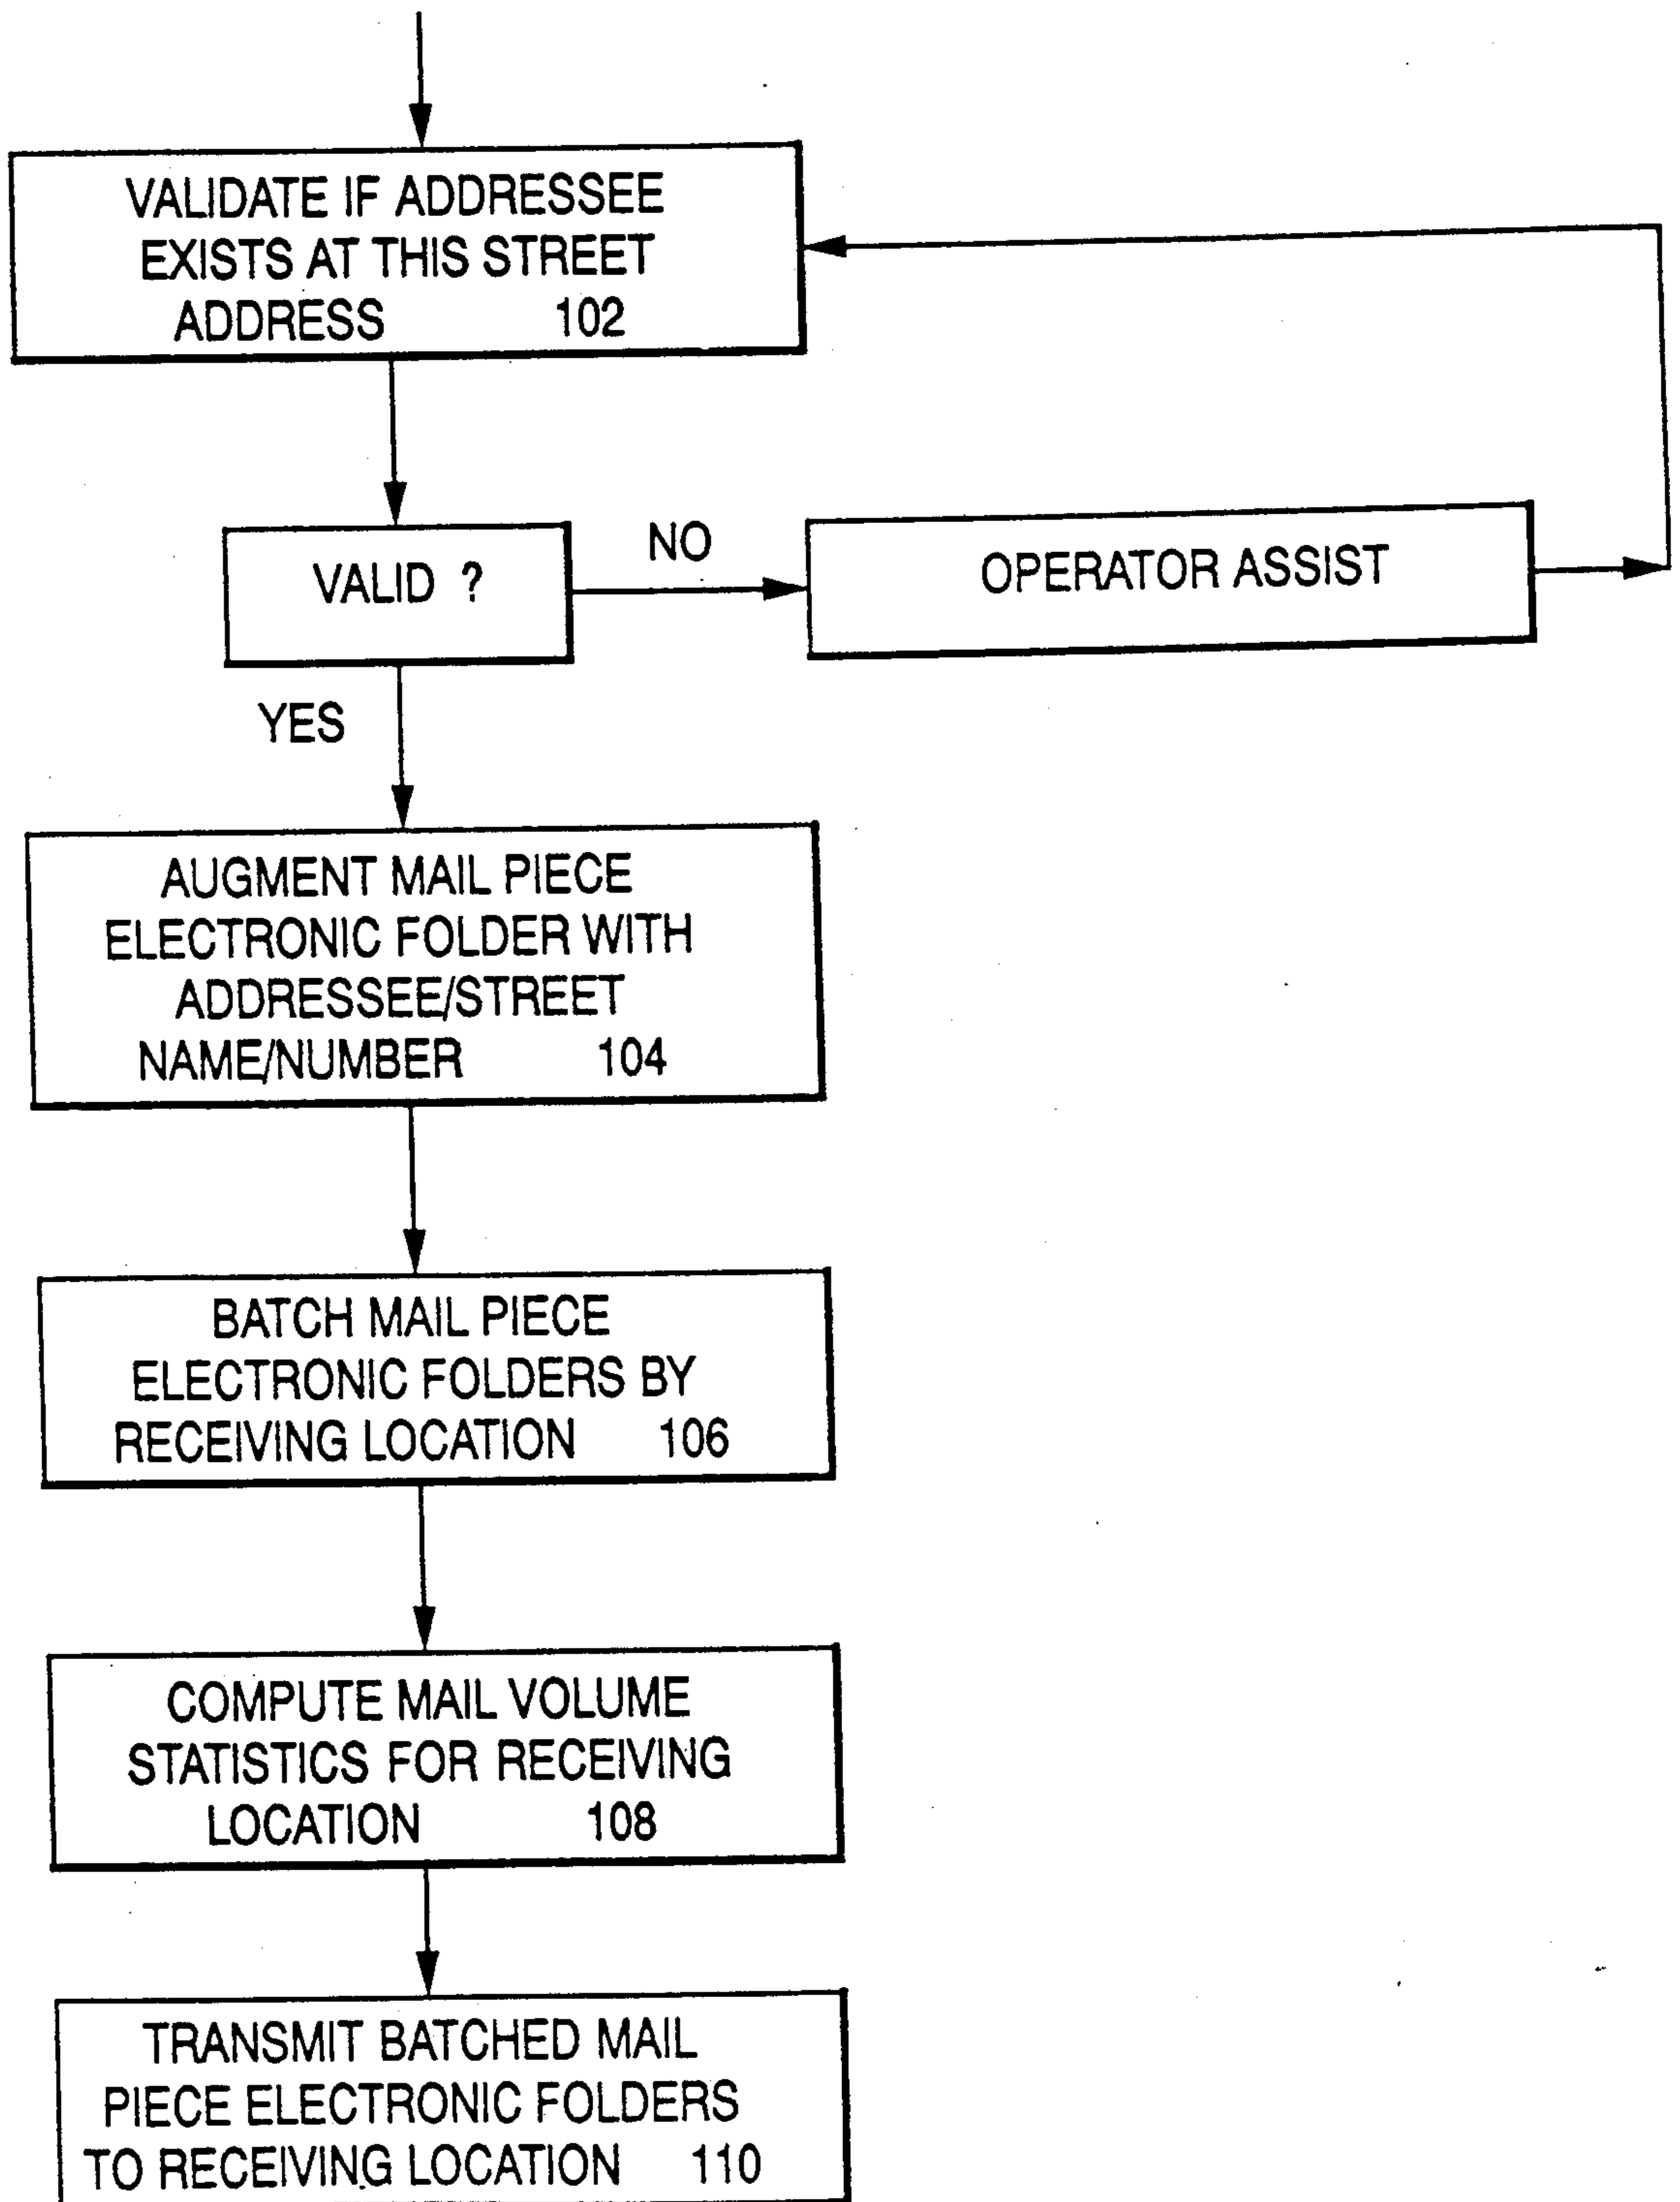 VALIDATE IF ADDRESSEE
EXISTS AT THIS STREET
ADDRESS 102
VALID ?
NO
OPERATOR ASSIST
YES
AUGMENT MAIL PIECE
ELECTRONIC FOLDER WITH
ADDRESSEE/STREET
NAME/NUMBER 104
BATCH MAIL PIECE
ELECTRONIC FOLDERS BY
RECEIVING LOCATION 106
COMPUTE MAIL VOLUME
STATISTICS FOR RECEIVING
LOCATION 108
TRANSMIT BATCHED MAIL
PIECE ELECTRONIC FOLDERS
TO RECEIVING LOCATION 110